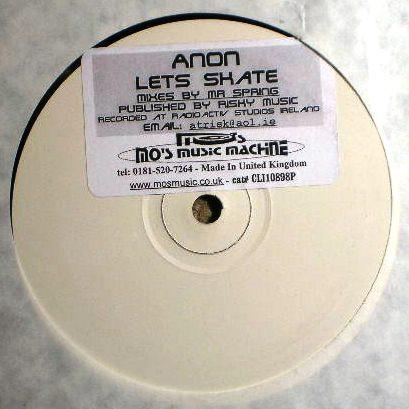 ANON
LETS SKATE
MIXES BY MR SPRING
PUBLISHED BY RISKY MUSIC
RECORDED AT RADIOACTIV STUDIOS IRELAND
EMAIL: atrisk@aol.ie
Mo's
MO'S MUSIC MACHINE
tel: 0181-520-7264 - Made In United Kingdom
www.mosmusic.co.uk - cat# CLI10898P